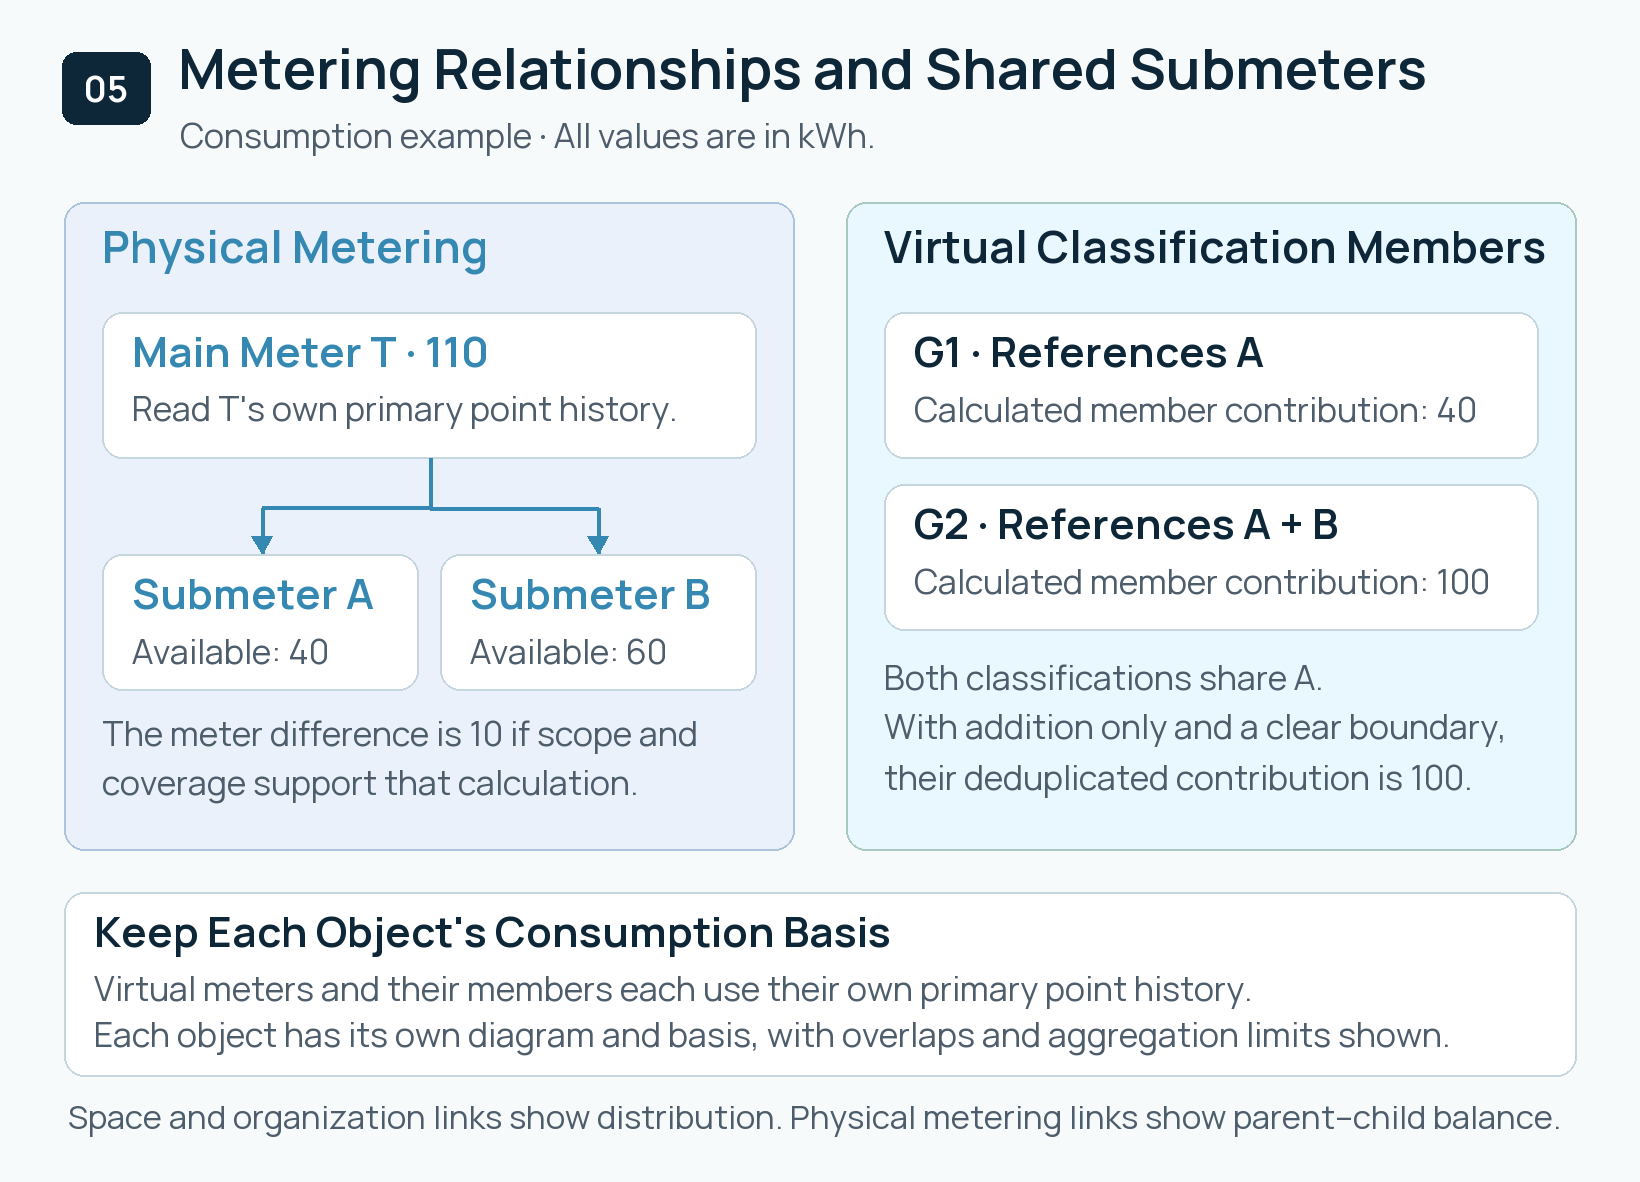 05
Metering Relationships and Shared Submeters
Consumption example · All values are in kWh.
Physical Metering
Main Meter T · 110
Read T's own primary point history.
Submeter A
Available: 40
Submeter B
Available: 60
The meter difference is 10 if scope and
coverage support that calculation.
Virtual Classification Members
G1 · References A
Calculated member contribution: 40
G2 · References A + B
Calculated member contribution: 100
Both classifications share A.
With addition only and a clear boundary,
their deduplicated contribution is 100.
Keep Each Object's Consumption Basis
Virtual meters and their members each use their own primary point history.
Each object has its own diagram and basis, with overlaps and aggregation limits shown.
Space and organization links show distribution. Physical metering links show parent–child balance.